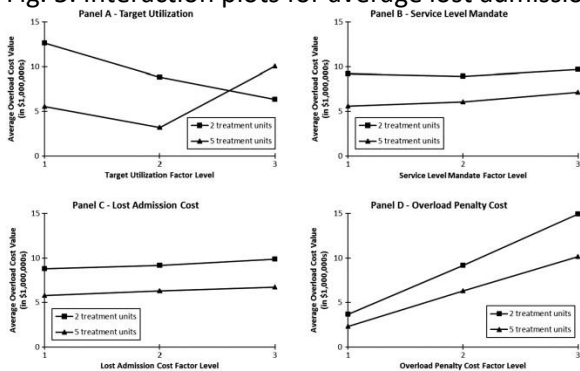 Fig. 5. Interaction plots for average lost admission
Panel A - Target Utilization
Average Overload Cost Value
(in $1,000,000s)
15
10
5
0
1
2
3
2 treatment units
5 treatment units
Target Utilization Factor Level
Panel B - Service Level Mandate
Average Overload Cost Value
(in $1,000,000s)
15
10
5
0
1
2
3
2 treatment units
5 treatment units
Service Level Mandate Factor Level
Panel C - Lost Admission Cost
Average Overload Cost Value
(in $1,000,000s)
15
10
5
0
1
2
3
2 treatment units
5 treatment units
Lost Admission Cost Factor Level
Panel D - Overload Penalty Cost
Average Overload Cost Value
(in $1,000,000s)
15
10
5
0
1
2
3
2 treatment units
5 treatment units
Overload Penalty Cost Factor Level